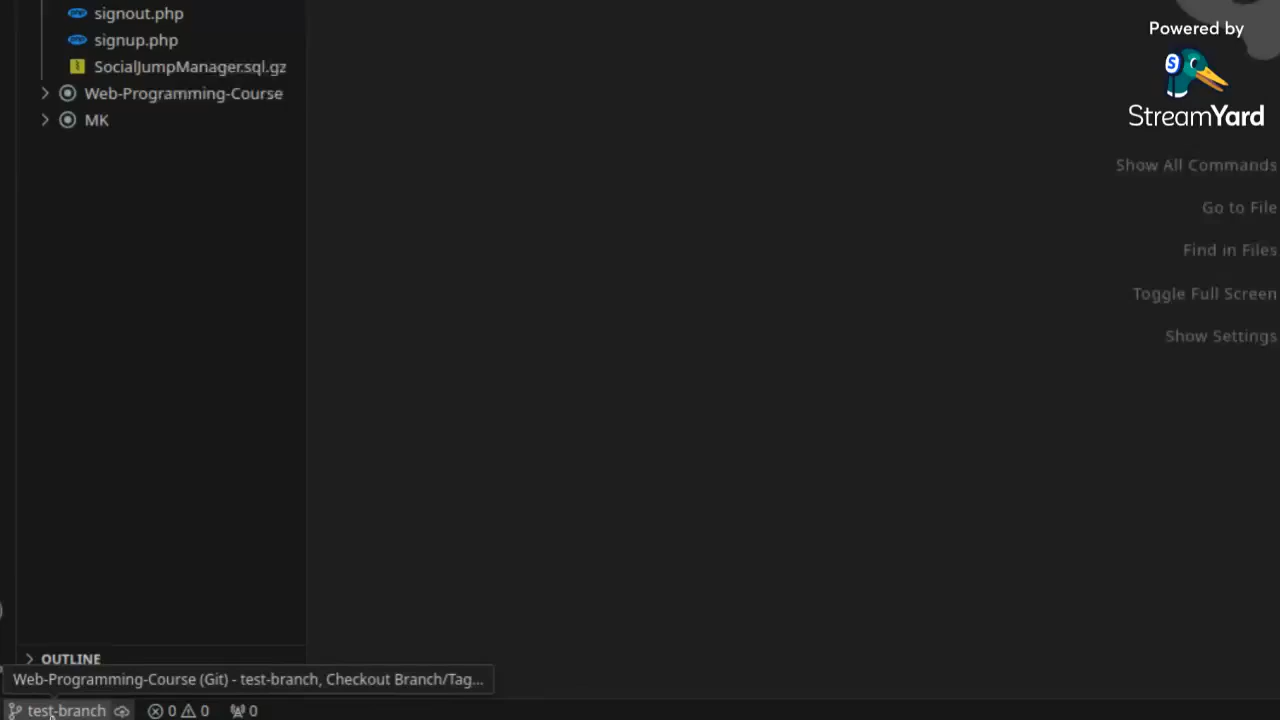 signout.php
signup.php
SocialJumpManager.sql.gz
Web-Programming-Course
MK
Powered by
StreamYard
Show All Commands
Go to File
Find in Files
Toggle Full Screen
Show Settings
OUTLINE
Web-Programming-Course (Git) - test-branch, Checkout Branch/Tag...
test-branch 0 0 0